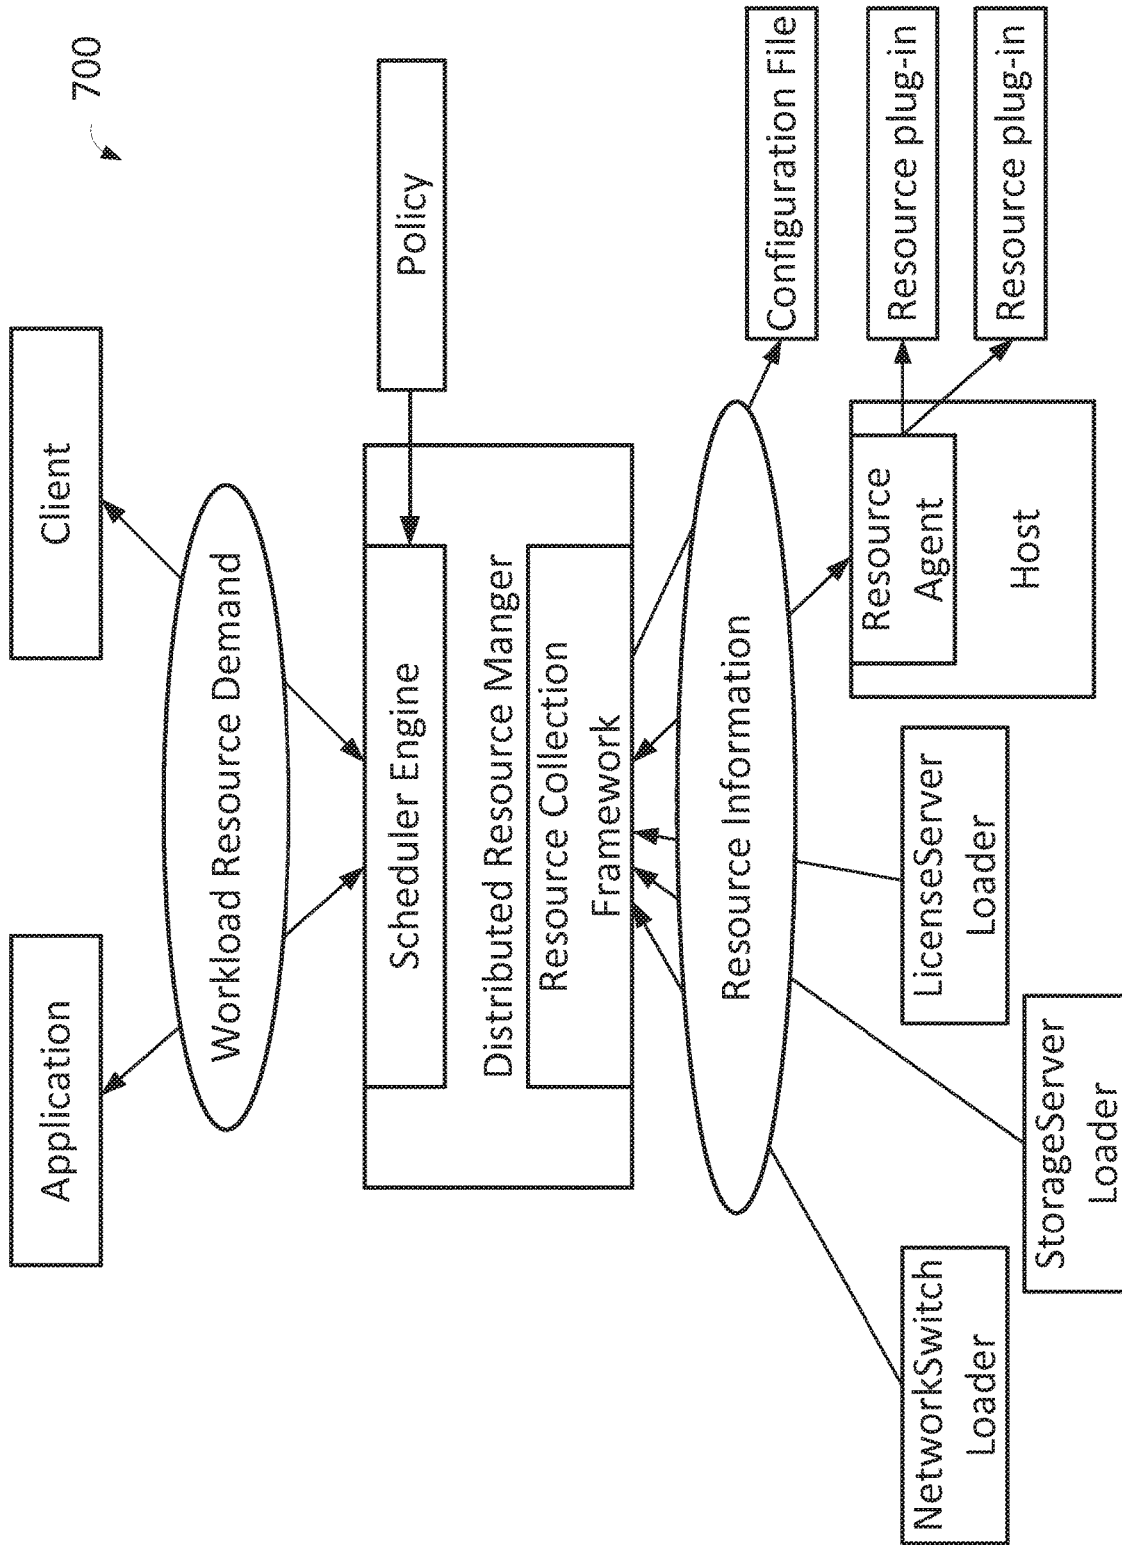 700
Application
Client
Workload Resource Demand
Policy
Scheduler Engine
Distributed Resource Manger
Resource Collection
Framework
Resource Information
Configuration File
NetworkSwitch
Loader
StorageServer
Loader
LicenseServer
Loader
Resource
Agent
Host
Resource plug-in
Resource plug-in